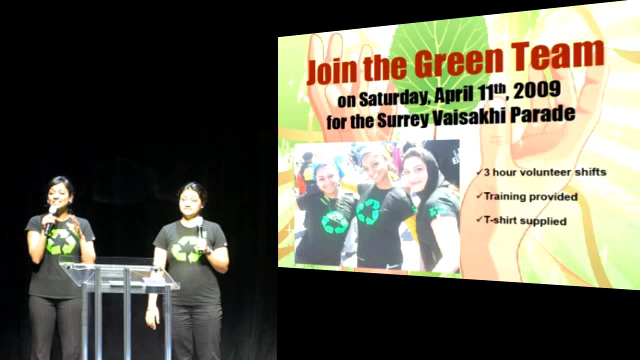 Join the Green Team
on Saturday, April 11th, 2009
for the Surrey Vaisakhi Parade
✓3 hour volunteer shifts
✓Training provided
✓T-shirt supplied